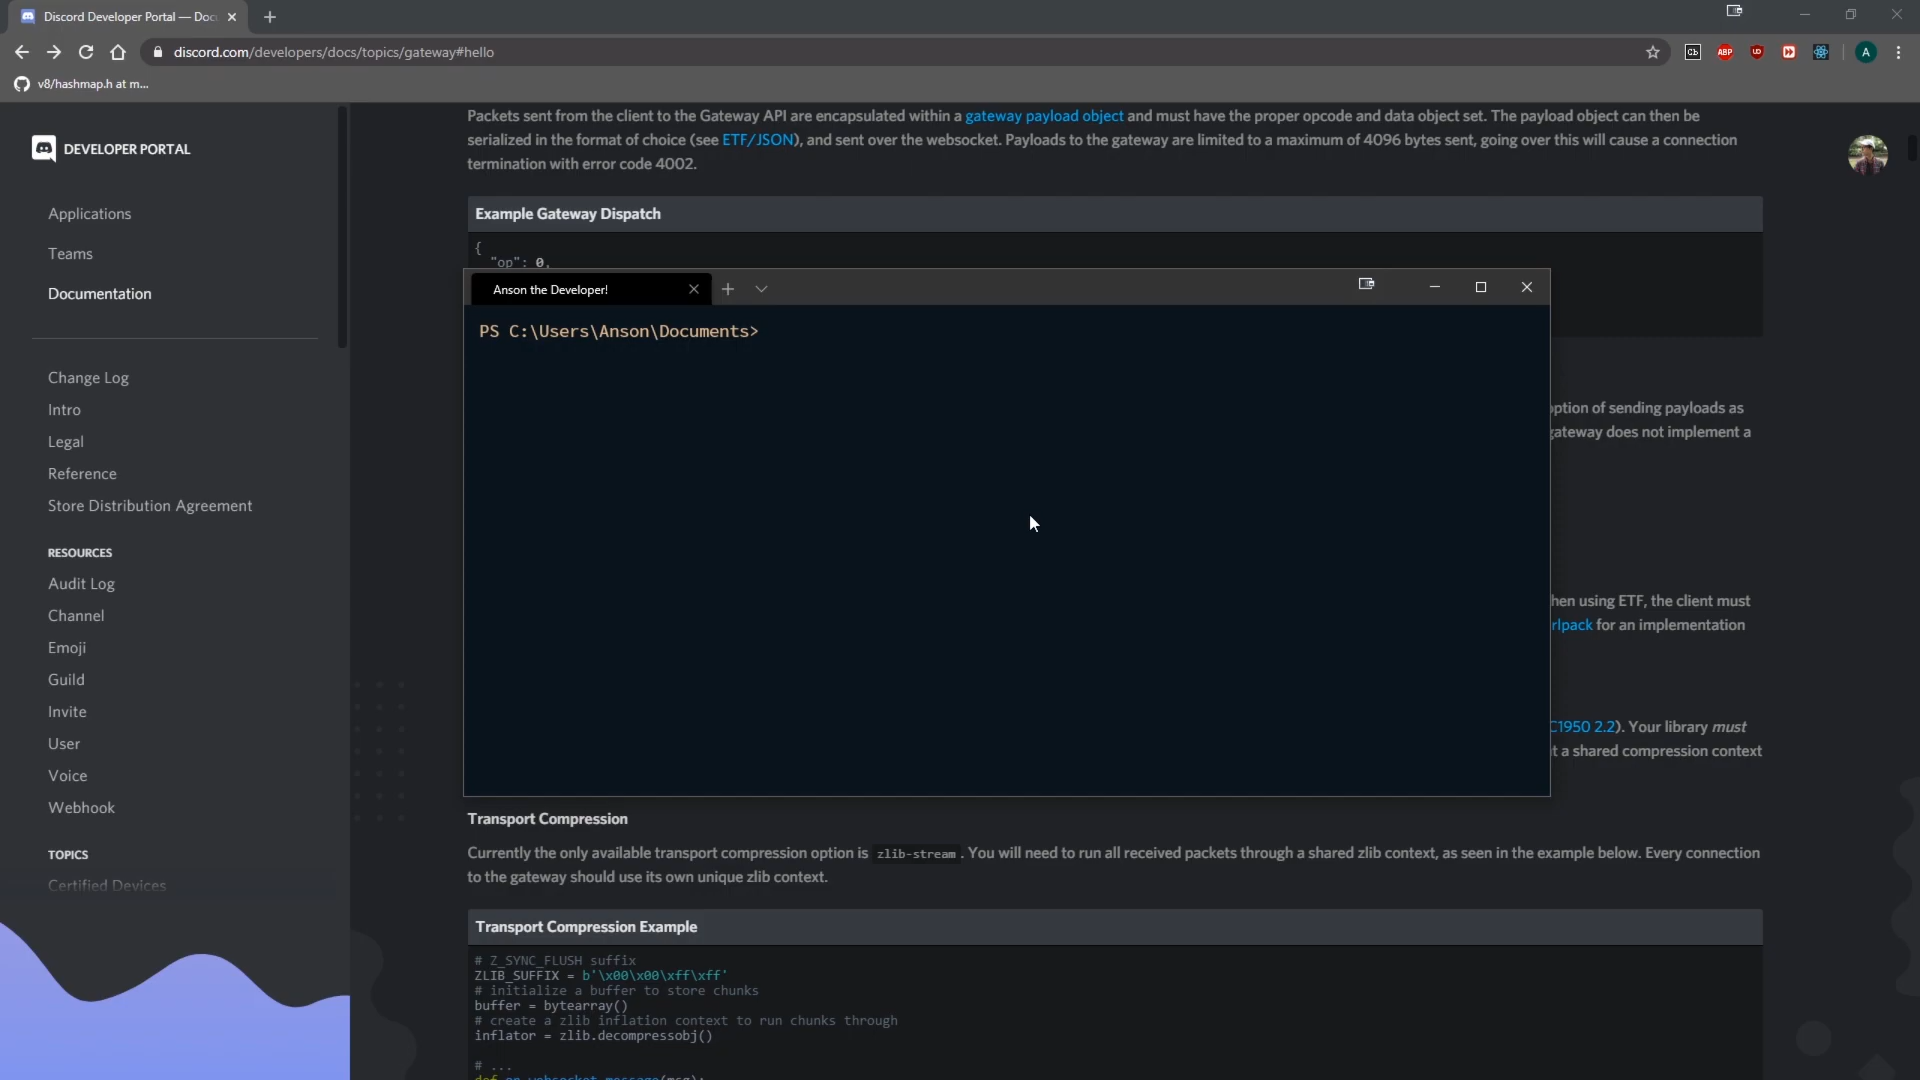 Discord Developer Portal — Doc
discord.com/developers/docs/topics/gateway#hello
Cb
ABP
A
v8/hashmap.h at m...
DEVELOPER PORTAL
Applications
Teams
Documentation
Change Log
Intro
Legal
Reference
Store Distribution Agreement
RESOURCES
Audit Log
Channel
Emoji
Guild
Invite
User
Voice
Webhook
TOPICS
Certified Devices
Packets sent from the client to the Gateway API are encapsulated within a gateway payload object and must have the proper opcode and data object set. The payload object can then be
serialized in the format of choice (see ETF/JSON), and sent over the websocket. Payloads to the gateway are limited to a maximum of 4096 bytes sent, going over this will cause a connection
termination with error code 4002.
Example Gateway Dispatch
{
"op": 0,
Anson the Developer!
PS C:\Users\Anson\Documents>
option of sending payloads as
gateway does not implement a
hen using ETF, the client must
rlpack for an implementation
C1950 2.2). Your library must
t a shared compression context
Transport Compression
Currently the only available transport compression option is zlib-stream. You will need to run all received packets through a shared zlib context, as seen in the example below. Every connection
to the gateway should use its own unique zlib context.
Transport Compression Example
# Z_SYNC_FLUSH suffix
ZLIB_SUFFIX = b'\x00\x00\xff\xff'
# initialize a buffer to store chunks
buffer = bytearray()
# create a zlib inflation context to run chunks through
inflator = zlib.decompressobj()
# ...
def on_websocket_message(msg):